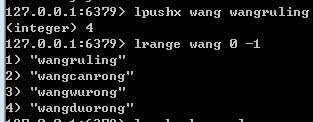 127.0.0.1:6379> lpushx wang wangruling
(integer) 4
127.0.0.1:6379> lrange wang 0 -1
1) "wangruling"
2) "wangcanrong"
3) "wangwurong"
4) "wangduorong"